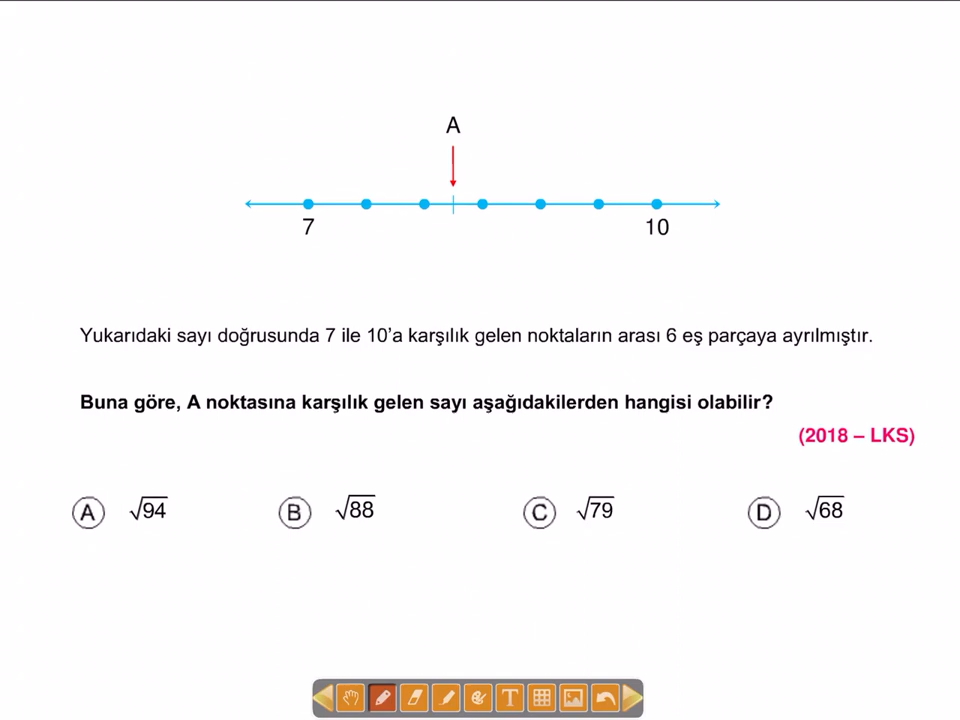 A
7 10
Yukarıdaki sayı doğrusunda 7 ile 10’a karşılık gelen noktaların arası 6 eş parçaya ayrılmıştır.
Buna göre, A noktasına karşılık gelen sayı aşağıdakilerden hangisi olabilir?
(2018 – LKS)
A √94 B √88 C √79 D √68
T